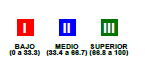 I II III
BAJO MEDIO SUPERIOR
(0 a 33.3) (33.4 a 66.7) (66.8 a 100)